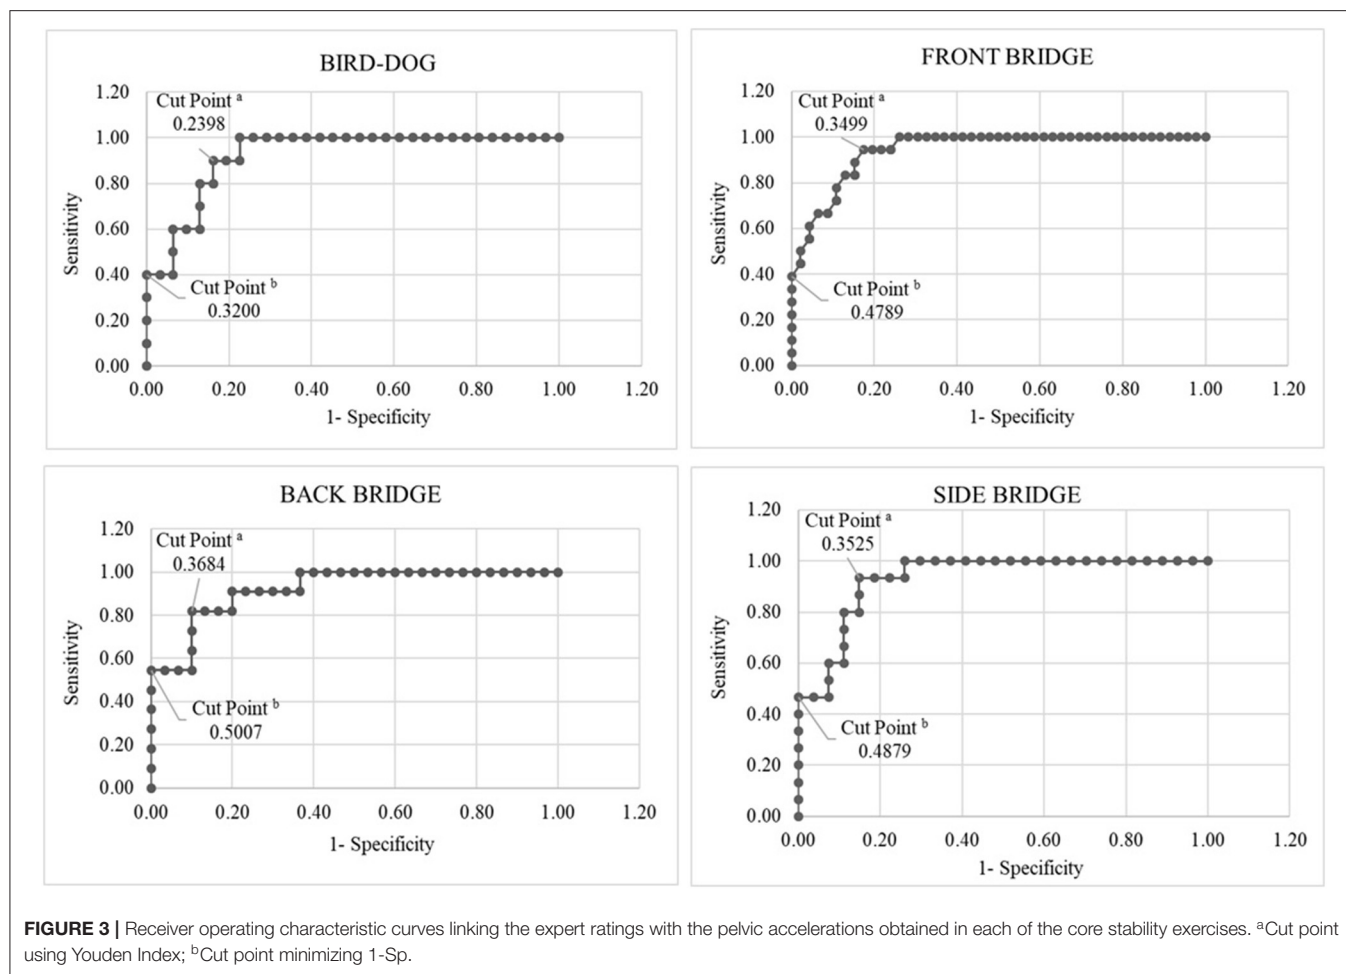 BIRD-DOG
1.20
1.00
0.80
0.60
0.40
0.20
0.00
Sensitivity
Cut Point a
0.2398
Cut Point b
0.3200
0.00 0.20 0.40 0.60 0.80 1.00 1.20
1- Specificity
FRONT BRIDGE
1.20
1.00
0.80
0.60
0.40
0.20
0.00
Sensitivity
Cut Point a
0.3499
Cut Point b
0.4789
0.00 0.20 0.40 0.60 0.80 1.00 1.20
1- Specificity
BACK BRIDGE
1.20
1.00
0.80
0.60
0.40
0.20
0.00
Sensitivity
Cut Point a
0.3684
Cut Point b
0.5007
0.00 0.20 0.40 0.60 0.80 1.00 1.20
1- Specificity
SIDE BRIDGE
1.20
1.00
0.80
0.60
0.40
0.20
0.00
Sensitivity
Cut Point a
0.3525
Cut Point b
0.4879
0.00 0.20 0.40 0.60 0.80 1.00 1.20
1- Specificity
FIGURE 3 | Receiver operating characteristic curves linking the expert ratings with the pelvic accelerations obtained in each of the core stability exercises. aCut point
using Youden Index; bCut point minimizing 1-Sp.